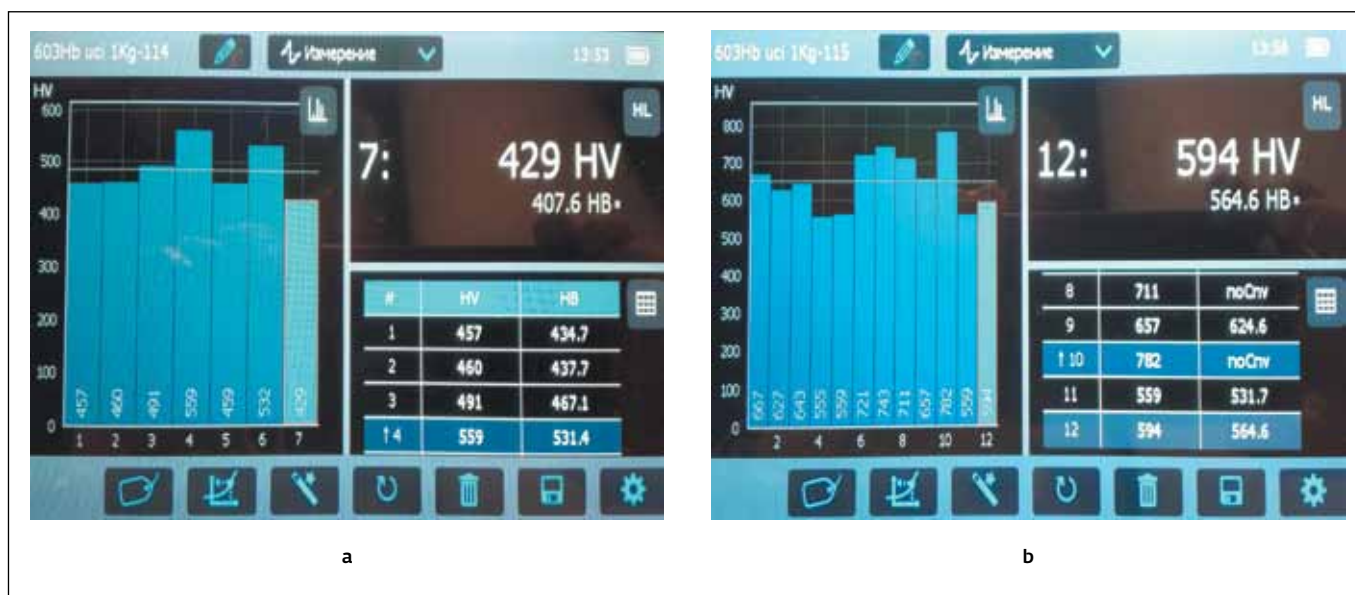 603Hb uci 1Kg-114
Измерение
13:53
HV
600
500
400
300
200
100
0
457 460 491 559 459 532 429
1 2 3 4 5 6 7
HL
7: 429 HV
407.6 HB
# HV HB
1 457 434.7
2 460 437.7
3 491 467.1
↑4 559 531.4
a
603Hb uci 1Kg-115
Измерение
HV
800
700
600
500
400
300
200
100
0
667 627 643 555 559 721 743 711 657 782 559 594
2 4 6 8 10 12
HL
12: 594 HV
564.6 HB
8 711 noCnv
9 657 624.6
↑10 782 noCnv
11 559 531.7
12 594 564.6
b